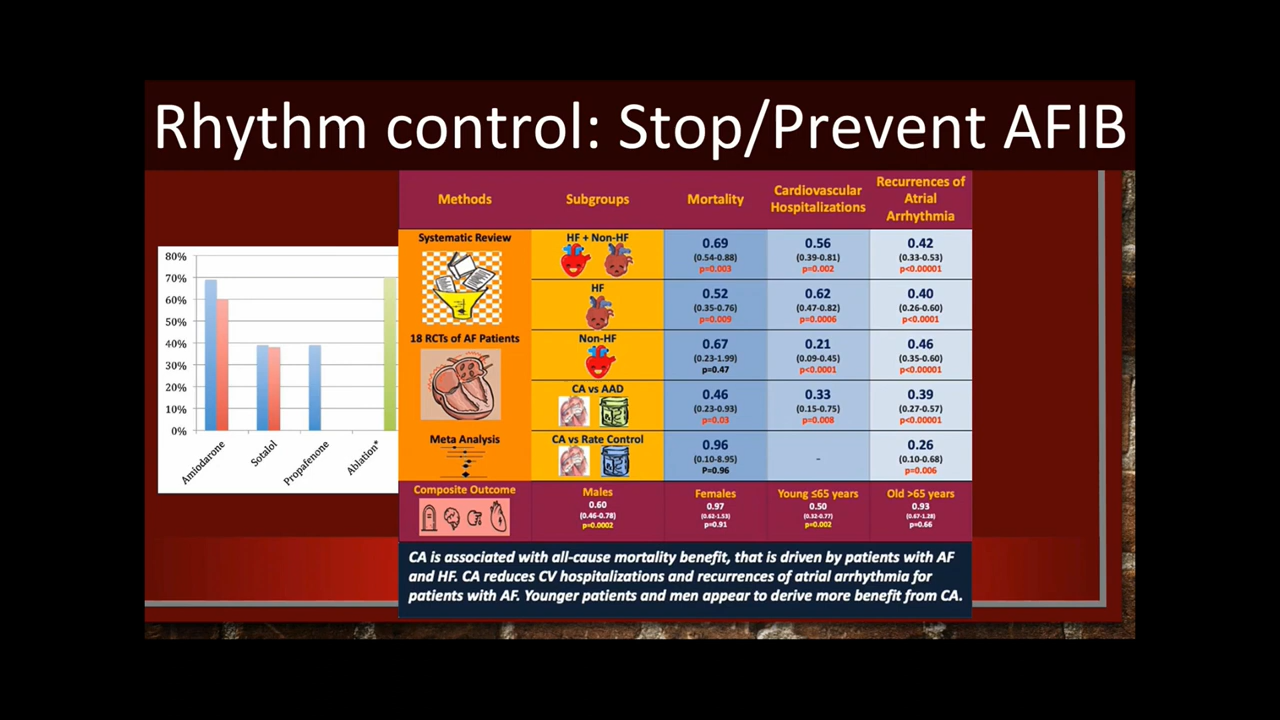 Rhythm control: Stop/Prevent AFIB
80%
70%
60%
50%
40%
30%
20%
10%
0%
Amiodarone
Sotalol
Propafenone
Ablation*
Methods
Subgroups
Mortality
Cardiovascular
Hospitalizations
Recurrences of
Atrial
Arrhythmia
Systematic Review
18 RCTs of AF Patients
Meta Analysis
HF + Non-HF
0.69
(0.54-0.88)
p=0.003
0.56
(0.39-0.81)
p=0.002
0.42
(0.33-0.53)
p<0.00001
HF
0.52
(0.35-0.76)
p=0.009
0.62
(0.47-0.82)
p=0.0006
0.40
(0.26-0.60)
p<0.0001
Non-HF
0.67
(0.23-1.99)
p=0.47
0.21
(0.09-0.45)
p<0.0001
0.46
(0.35-0.60)
p<0.00001
CA vs AAD
0.46
(0.23-0.93)
p=0.03
0.33
(0.15-0.75)
p=0.008
0.39
(0.27-0.57)
p<0.00001
CA vs Rate Control
0.96
(0.10-8.95)
P=0.96
-
0.26
(0.10-0.68)
p=0.006
Composite Outcome
Males
0.60
(0.46-0.78)
p=0.0002
Females
0.97
(0.62-1.53)
p=0.91
Young ≤65 years
0.50
(0.32-0.77)
p=0.002
Old >65 years
0.93
(0.67-1.28)
p=0.66
CA is associated with all-cause mortality benefit, that is driven by patients with AF
and HF. CA reduces CV hospitalizations and recurrences of atrial arrhythmia for
patients with AF. Younger patients and men appear to derive more benefit from CA.